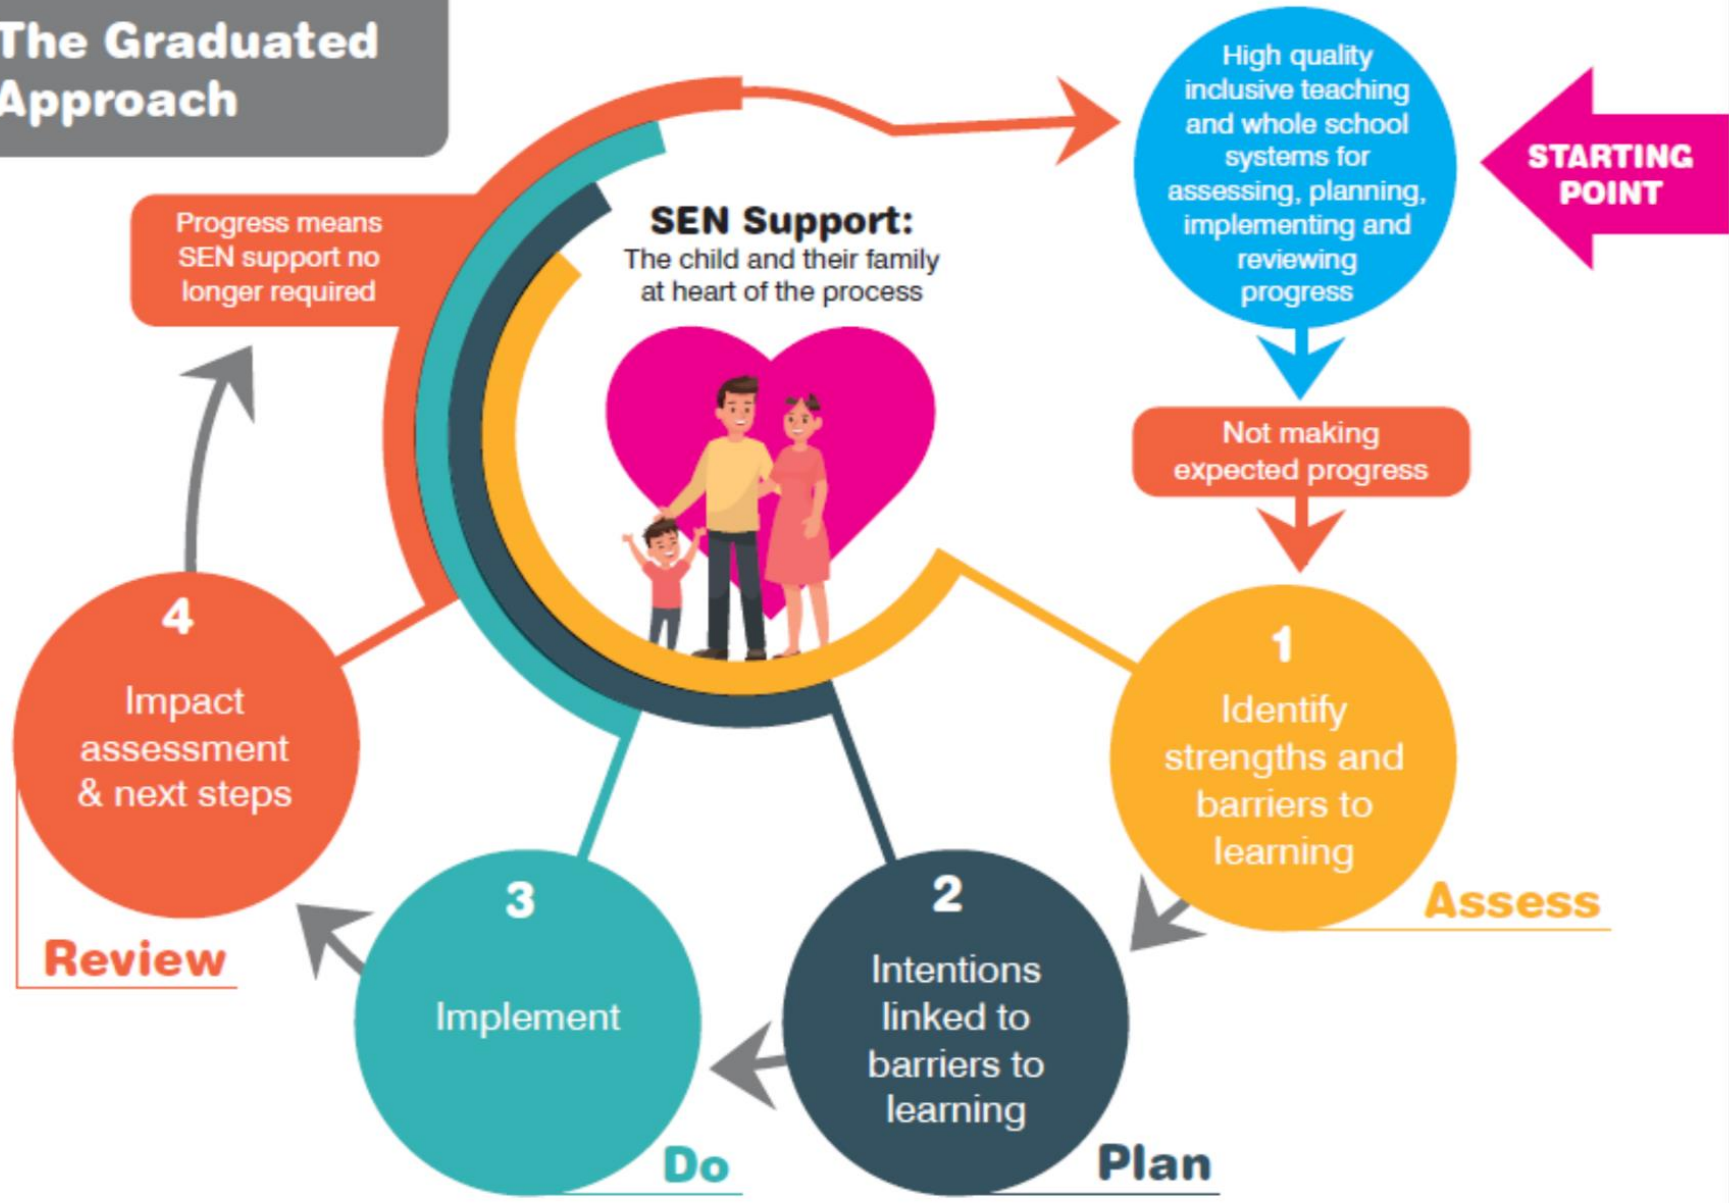 The Graduated
Approach
High quality
inclusive teaching
and whole school
systems for
assessing, planning,
implementing and
reviewing
progress
STARTING
POINT
Progress means
SEN support no
longer required
SEN Support:
The child and their family
at heart of the process
Not making
expected progress
1
Identify
strengths and
barriers to
learning
Assess
2
Intentions
linked to
barriers to
learning
Plan
3
Implement
Do
4
Impact
assessment
& next steps
Review